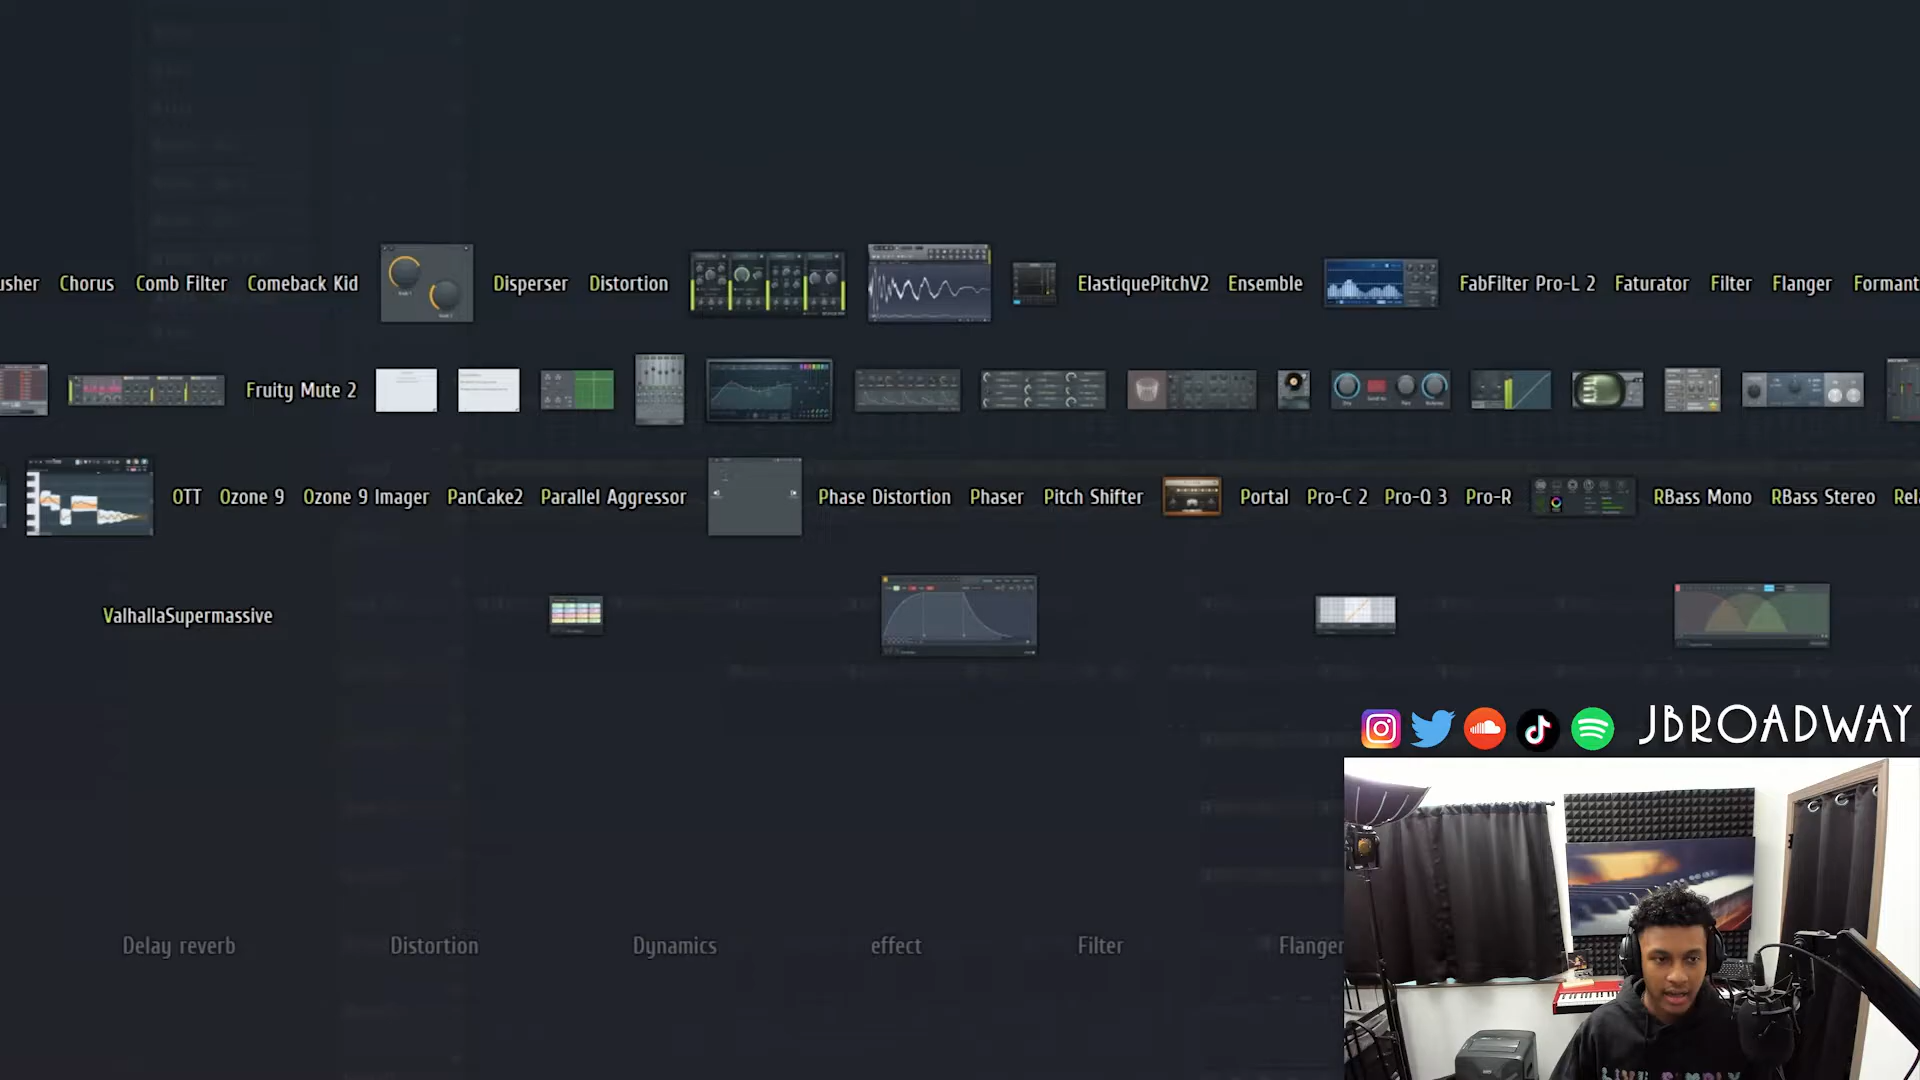 usher Chorus Comb Filter Comeback Kid Disperser Distortion ElastiquePitchV2 Ensemble FabFilter Pro-L 2 Faturator Filter Flanger Formant
Fruity Mute 2
OTT Ozone 9 Ozone 9 Imager PanCake2 Parallel Aggressor Phase Distortion Phaser Pitch Shifter Portal Pro-C 2 Pro-Q 3 Pro-R RBass Mono RBass Stereo Rela
ValhallaSupermassive
JBROADWAY
Delay reverb Distortion Dynamics effect Filter Flanger